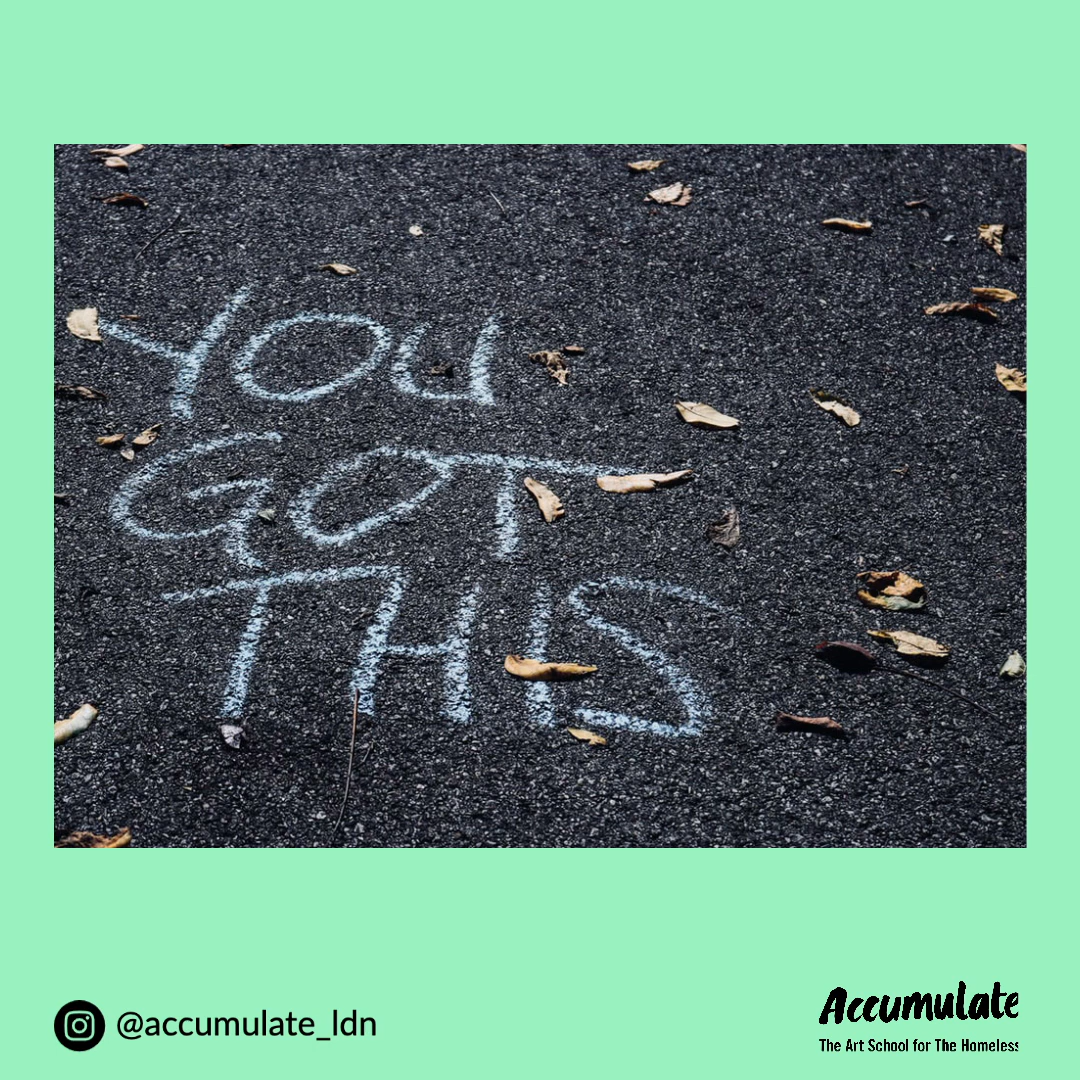 YOU
GOT
THIS
@accumulate_ldn
Accumulate
The Art School for The Homeless